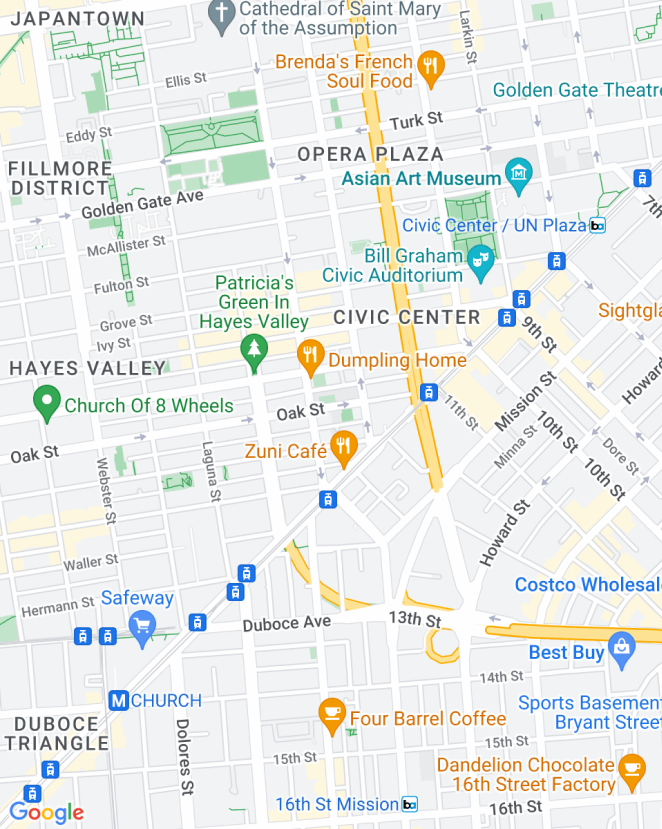 JAPANTOWN
Cathedral of Saint Mary
of the Assumption
Larkin St
Brenda's French
Soul Food
Ellis St
Golden Gate Theatre
Eddy St
Turk St
OPERA PLAZA
FILLMORE
DISTRICT
Asian Art Museum
M
Golden Gate Ave
7th
Civic Center / UN Plaza
ba
McAllister St
Bill Graham
Civic Auditorium
Fulton St
Patricia's
Green In
Hayes Valley
Grove St
CIVIC CENTER
Sightgla
9th St
Ivy St
HAYES VALLEY
Dumpling Home
Howard
Mission St
Church Of 8 Wheels
Oak St
11th St
10th St
Minna St
Dore St
Zuni Café
Oak St
Laguna St
10th St
Webster St
Howard St
Waller St
Costco Wholesale
Hermann St
Safeway
Duboce Ave
13th St
Best Buy
14th St
M
CHURCH
Sports Basement
Bryant Street
DUBOCE
TRIANGLE
Dolores St
Four Barrel Coffee
15th St
15th St
Dandelion Chocolate
16th Street Factory
Google
16th St Mission
ba
16th St